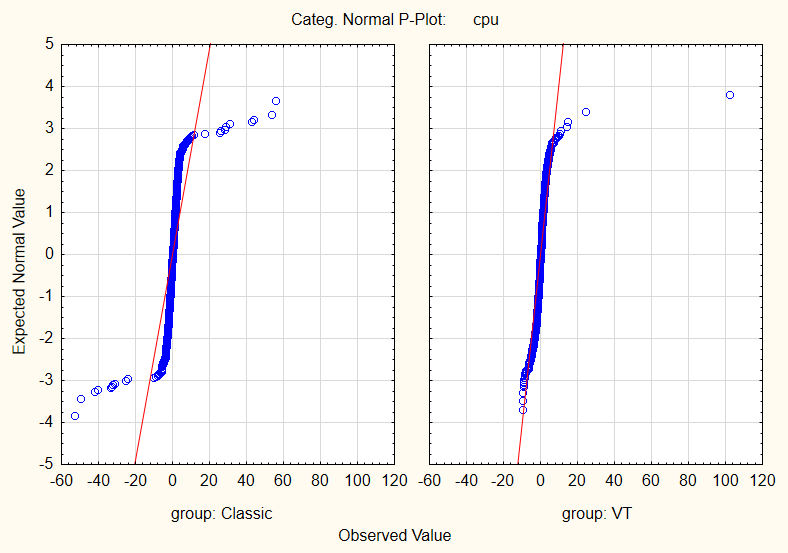 Categ. Normal P-Plot: cpu
Expected Normal Value
5
4
3
2
1
0
-1
-2
-3
-4
-5
-60 -40 -20 0 20 40 60 80 100 120
-60 -40 -20 0 20 40 60 80 100 120
group: Classic
group: VT
Observed Value